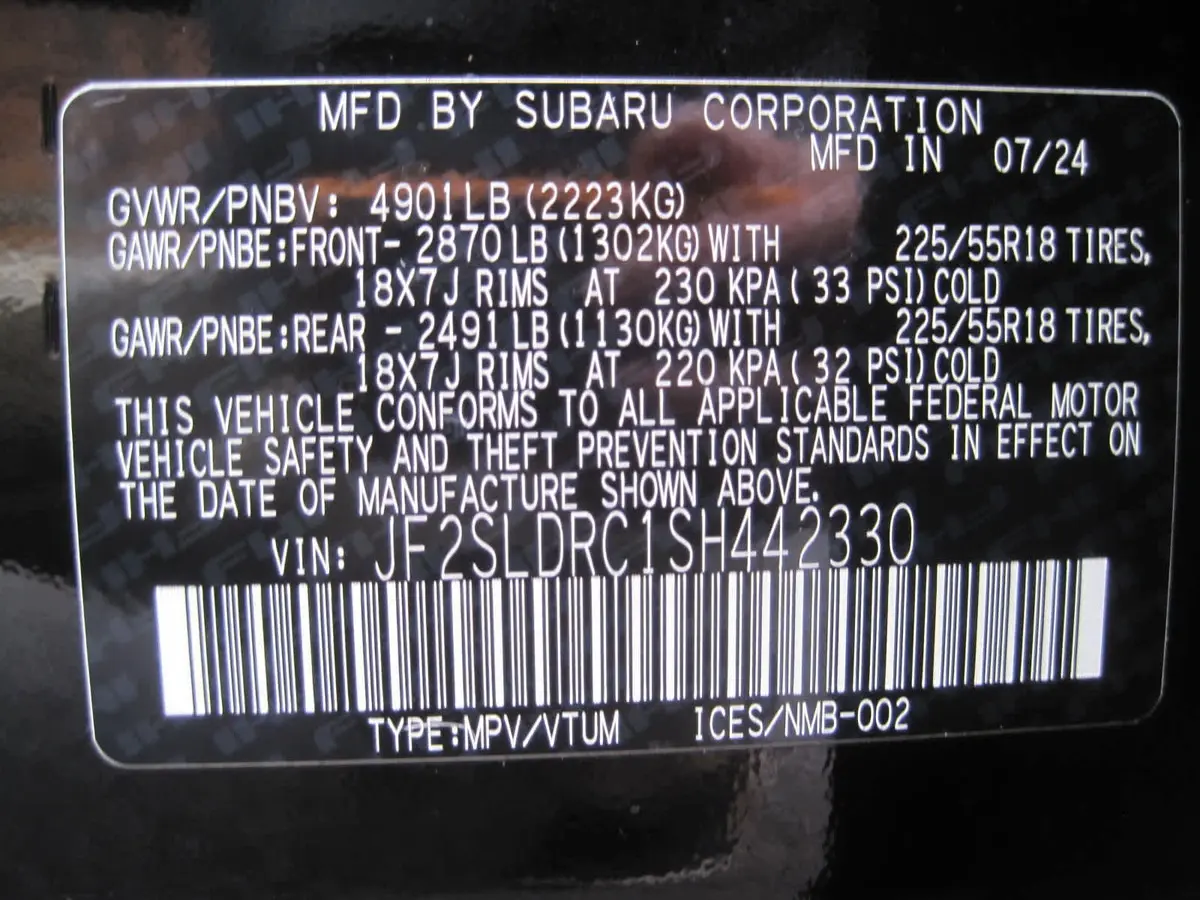 MFD BY SUBARU CORPORATION
MFD IN 07/24
GVWR/PNBV: 4901LB (2223KG)
GAWR/PNBE:FRONT- 2870 LB (1302KG) WITH 225/55R18 TIRES,
18X7J RIMS AT 230 KPA ( 33 PSI) COLD
GAWR/PNBE:REAR - 2491 LB (1130KG) WITH 225/55R18 TIRES,
18X7J RIMS AT 220 KPA ( 32 PSI) COLD
THIS VEHICLE CONFORMS TO ALL APPLICABLE FEDERAL MOTOR
VEHICLE SAFETY AND THEFT PREVENTION STANDARDS IN EFFECT ON
THE DATE OF MANUFACTURE SHOWN ABOVE.
VIN: JF2SLDRC1SH442330
TYPE:MPV/VTUM ICES/NMB-002